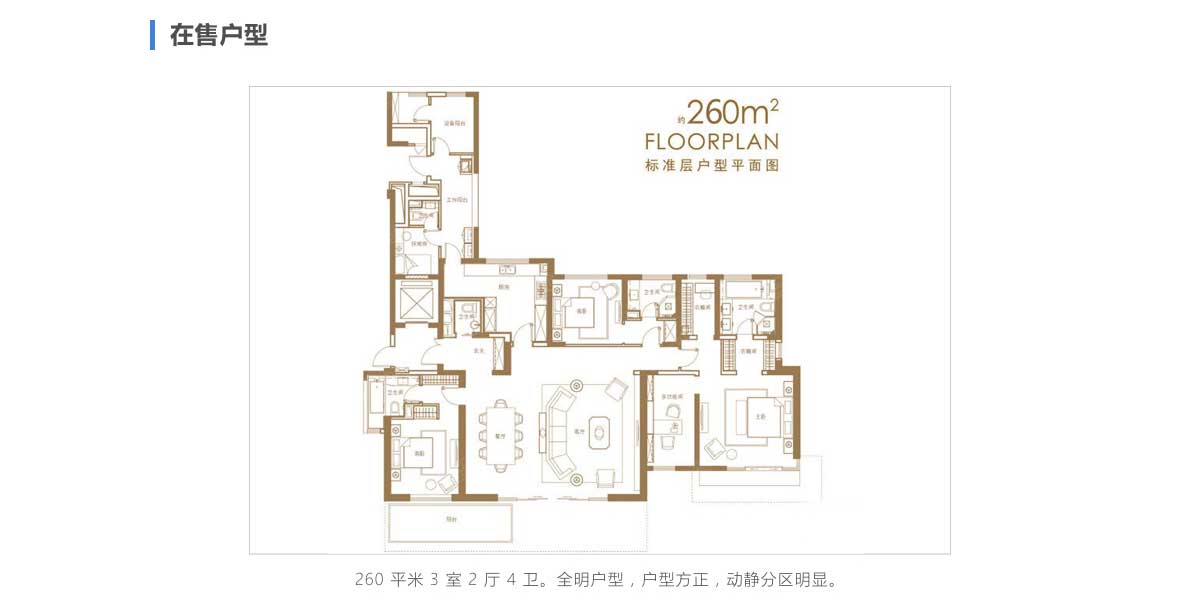 在售户型
约260m²
FLOORPLAN
标准层户型平面图
设备阳台
工作阳台
卫生间
保姆房
厨房
卫生间
次卧
卫生间
衣帽间
卫生间
玄关
衣帽间
卫生间
多功能房
主卧
餐厅
客厅
次卧
阳台
260 平米 3 室 2 厅 4 卫。全明户型，户型方正，动静分区明显。